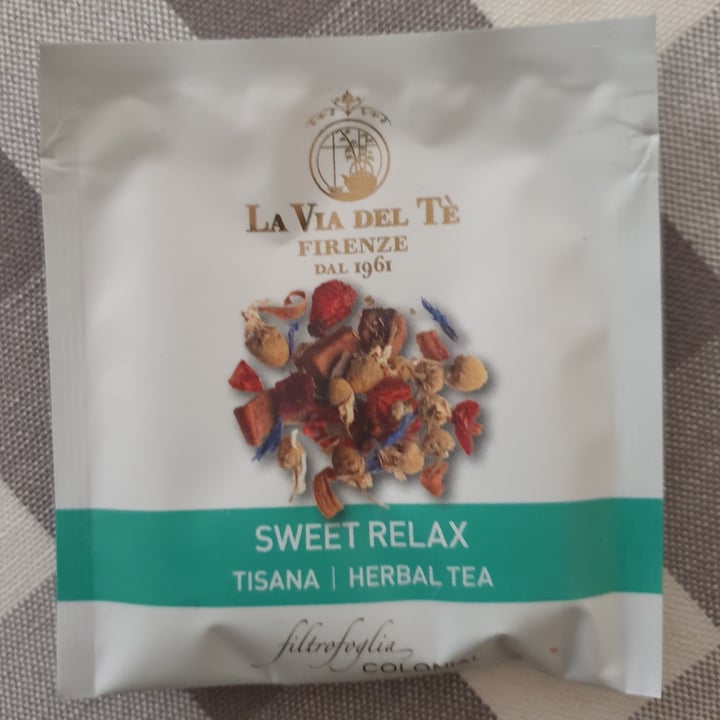 LA VIA DEL TÈ
FIRENZE
DAL 1961
SWEET RELAX
TISANA | HERBAL TEA
filtrofoglia